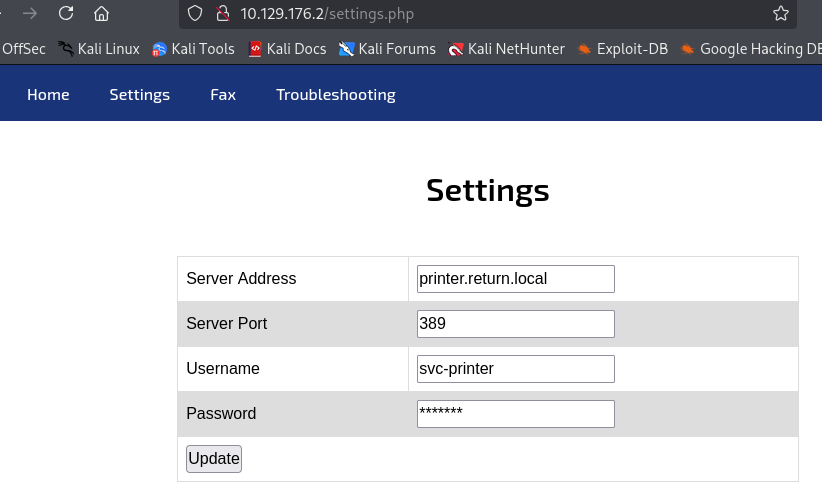 10.129.176.2/settings.php
OffSec Kali Linux Kali Tools Kali Docs Kali Forums Kali NetHunter Exploit-DB Google Hacking DB
Home Settings Fax Troubleshooting
Settings
Server Address printer.return.local
Server Port 389
Username svc-printer
Password *******
Update